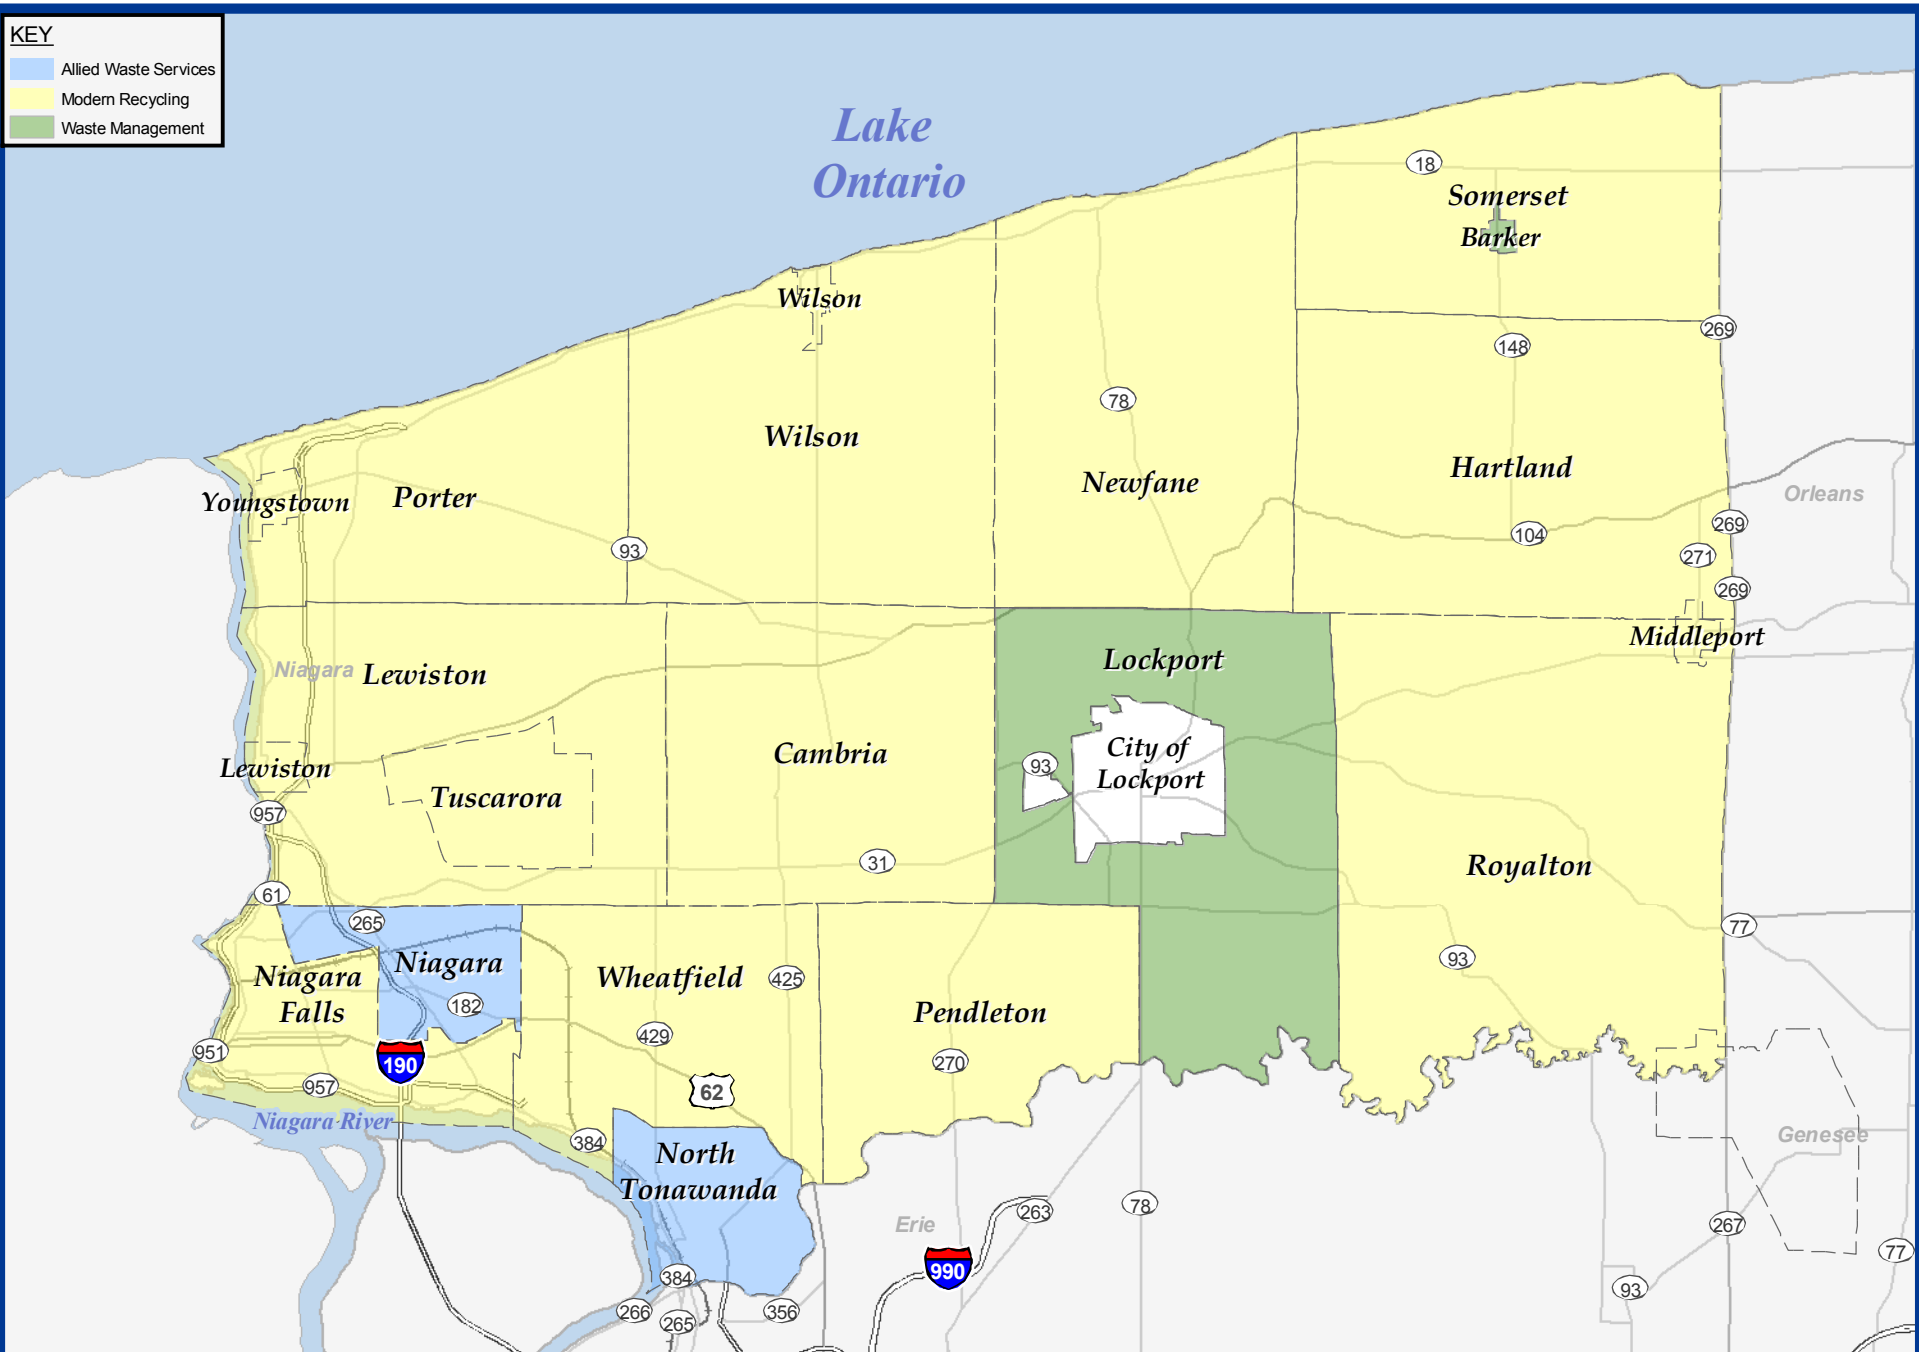 KEY
Allied Waste Services
Modern Recycling
Waste Management
Lake
Ontario
18
Somerset
Barker
Wilson
269
148
78
Wilson
Hartland
Newfane
Orleans
Youngstown
Porter
93
104
269
271
269
Middleport
Lockport
Niagara
Lewiston
City of
Lockport
Cambria
93
Lewiston
Tuscarora
957
31
Royalton
61
265
77
Niagara
Niagara
Falls
Wheatfield
425
93
182
Pendleton
429
951
190
270
957
62
Niagara River
384
Genesee
North
Tonawanda
78
263
Erie
267
77
990
384
93
266
265
356